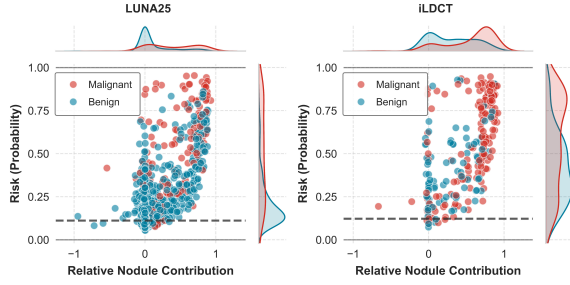 LUNA25
Malignant
Benign
Risk (Probability)
1.00
0.75
0.50
0.25
0.00
−1
0
1
Relative Nodule Contribution
iLDCT
Malignant
Benign
Risk (Probability)
1.00
0.75
0.50
0.25
0.00
−1
0
1
Relative Nodule Contribution